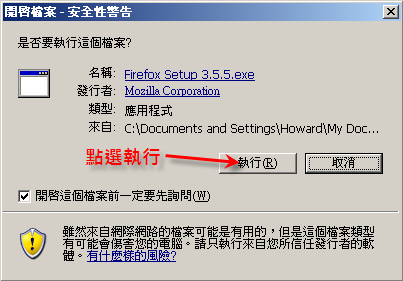 開啟檔案 - 安全性警告
是否要執行這個檔案?
名稱: Firefox Setup 3.5.5.exe
發行者: Mozilla Corporation
類型: 應用程式
來自: C:\Documents and Settings\Howard\My Doc...
點選執行 執行(R) 取消
開啟這個檔案前一定要先詢問(W)
雖然來自網際網路的檔案可能是有用的，但是這個檔案類型
有可能會傷害您的電腦。請只執行來自您所信任發行者的軟
體。有什麼樣的風險?